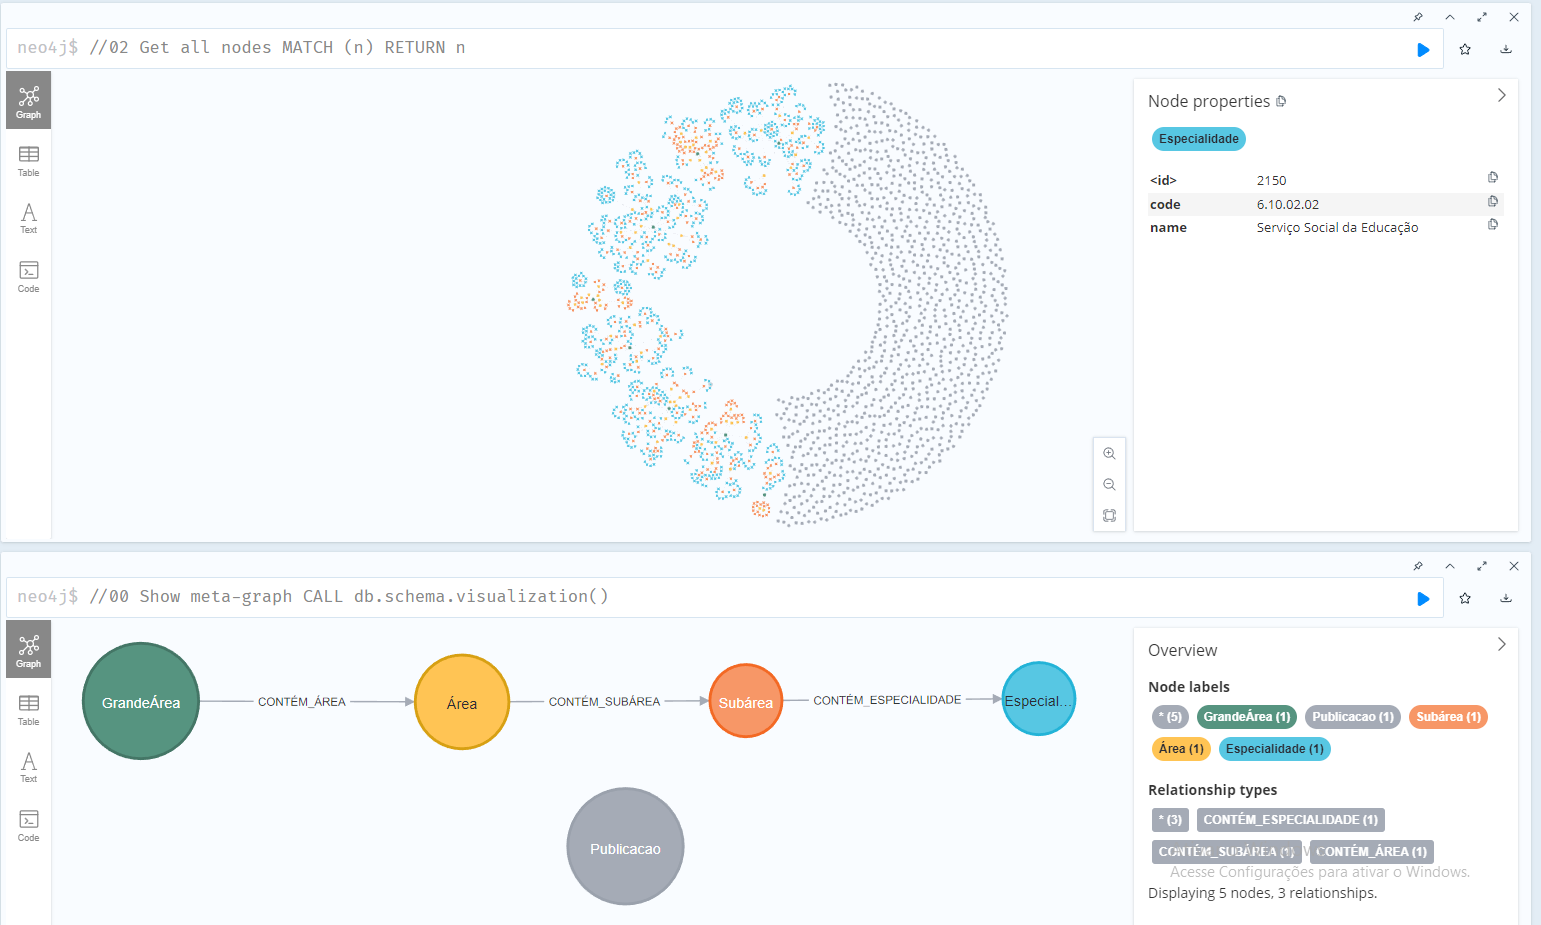 neo4j$ //02 Get all nodes MATCH (n) RETURN n
Graph
Table
Text
Code
Node properties
Especialidade
<id> 2150
code 6.10.02.02
name Serviço Social da Educação
neo4j$ //00 Show meta-graph CALL db.schema.visualization()
Graph
Table
Text
Code
GrandeÁrea
CONTÉM_ÁREA
Área
CONTÉM_SUBÁREA
Subárea
CONTÉM_ESPECIALIDADE
Especial...
Publicacao
Overview
Node labels
* (5) GrandeÁrea (1) Publicacao (1) Subárea (1)
Área (1) Especialidade (1)
Relationship types
* (3) CONTÉM_ESPECIALIDADE (1)
CONTÉM_SUBÁREA (1) CONTÉM_ÁREA (1)
Acesse Configurações para ativar o Windows.
Displaying 5 nodes, 3 relationships.